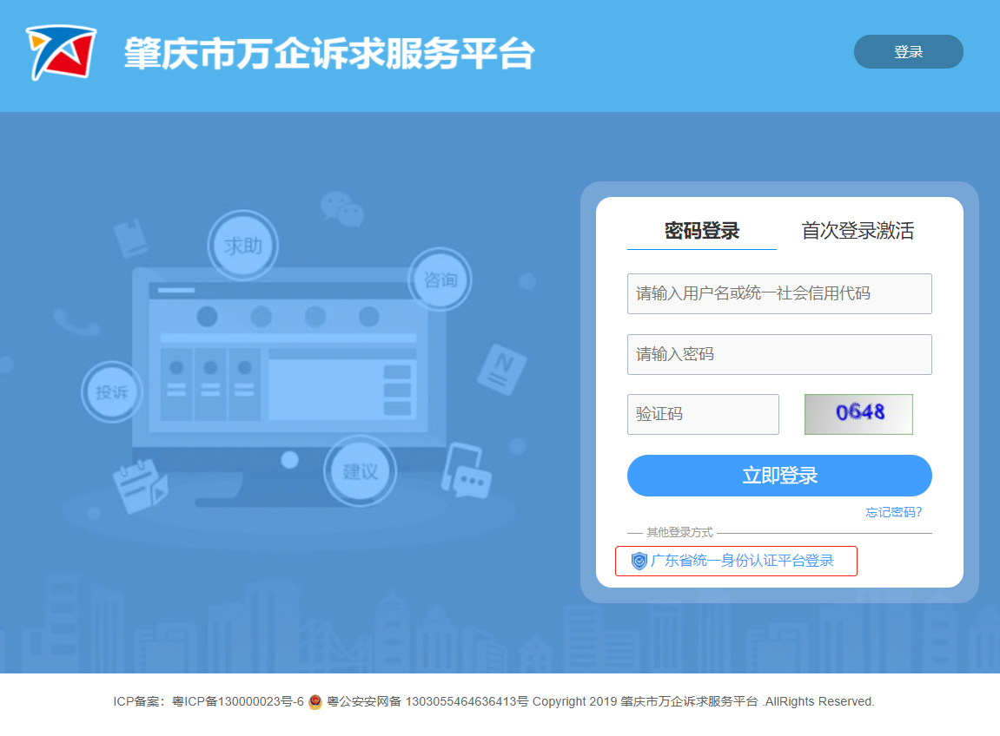 肇庆市万企诉求服务平台
登录
求助
咨询
投诉
建议
N
密码登录
首次登录激活
请输入用户名或统一社会信用代码
请输入密码
验证码
0648
立即登录
忘记密码?
其他登录方式
广东省统一身份认证平台登录
ICP备案：粤ICP备130000023号-6 粤公安安网备 1303055464636413号 Copyright 2019 肇庆市万企诉求服务平台 .AllRights Reserved.